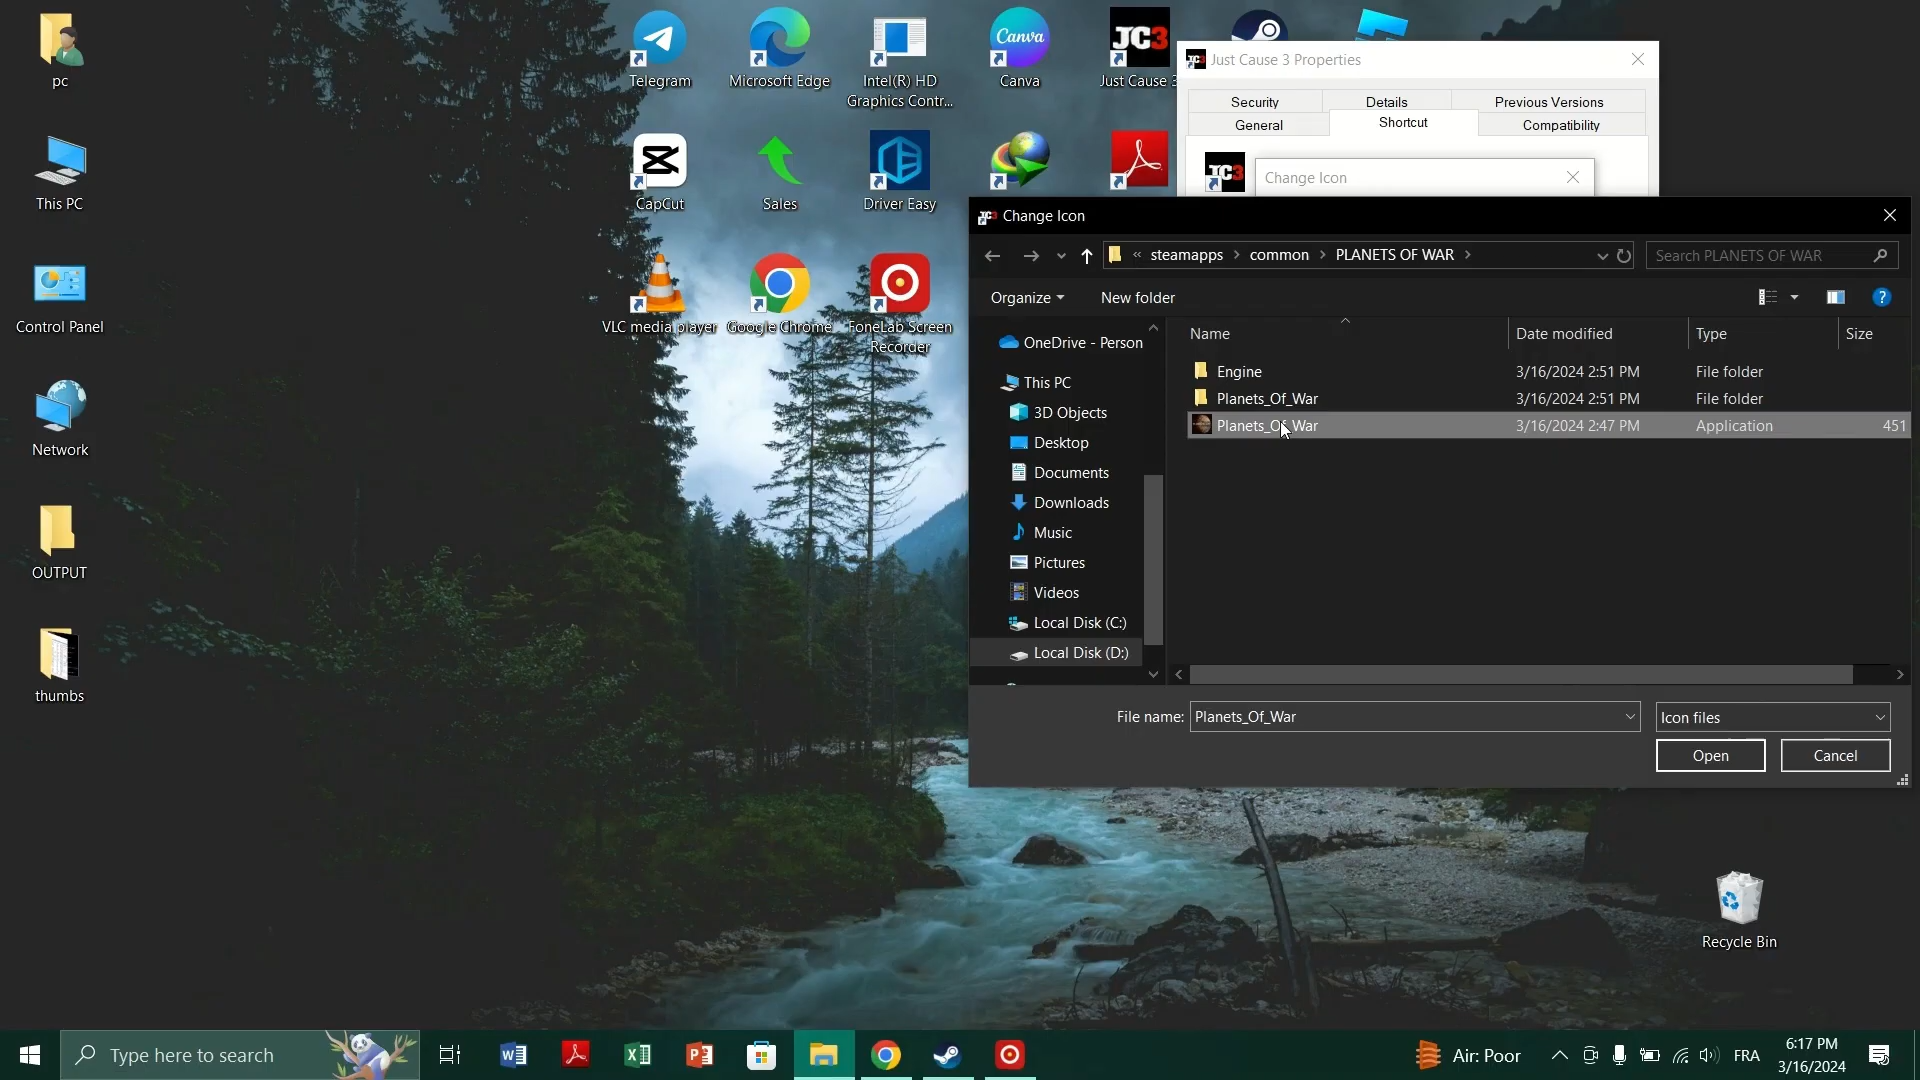 pc
This PC
Control Panel
Network
OUTPUT
thumbs
Telegram
Microsoft Edge
Intel(R) HD
Graphics Contr...
Canva
Canva
JC3
Just Cause 3
CapCut
Sales
Driver Easy
VLC media player
Google Chrome
FoneLab Screen
Recorder
JC3 Just Cause 3 Properties
Security
Details
Previous Versions
General
Shortcut
Compatibility
JC3
Change Icon
JC3 Change Icon
« steamapps > common > PLANETS OF WAR >
Search PLANETS OF WAR
Organize
New folder
?
OneDrive - Person
This PC
3D Objects
Desktop
Documents
Downloads
Music
Pictures
Videos
Local Disk (C:)
Local Disk (D:)
Name
Date modified
Type
Size
Engine
3/16/2024 2:51 PM
File folder
Planets_Of_War
3/16/2024 2:51 PM
File folder
Planets_Of_War
3/16/2024 2:47 PM
Application
451
File name:
Planets_Of_War
Icon files
Open
Cancel
Recycle Bin
Type here to search
Air: Poor
FRA
6:17 PM
3/16/2024